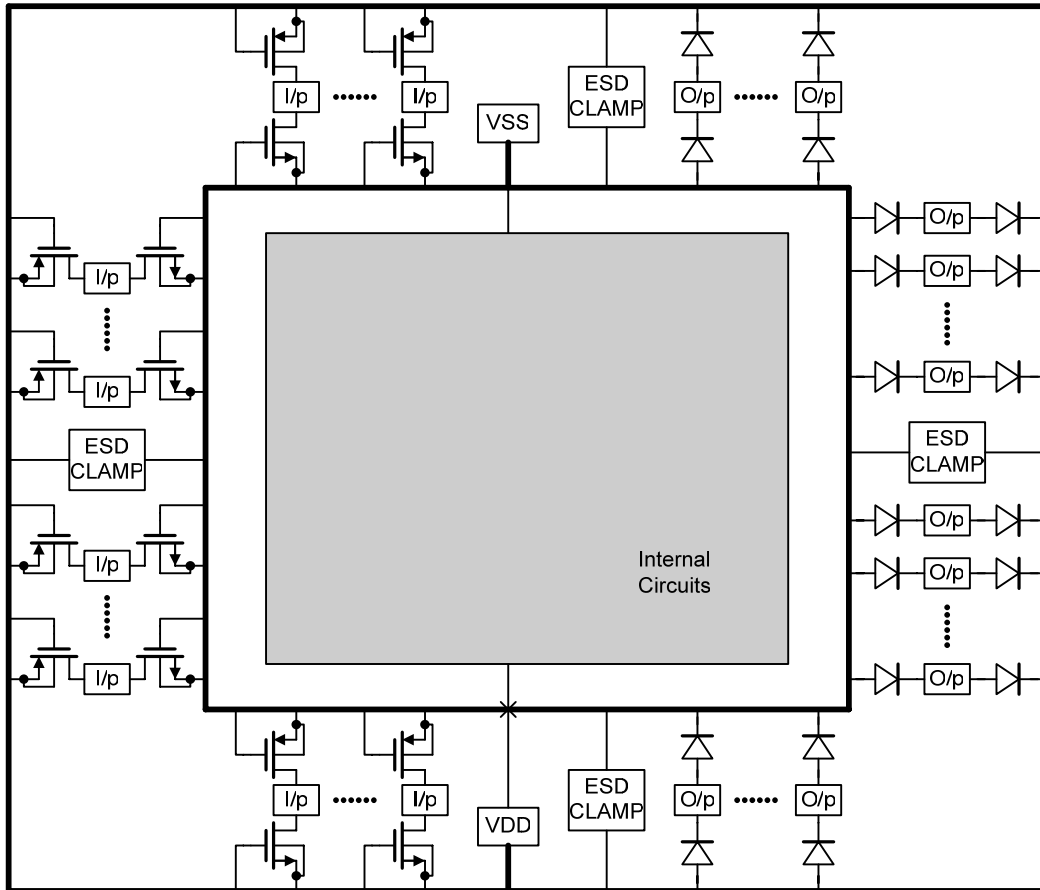 I/p
I/p
ESD
CLAMP
O/p
O/p
VSS
O/p
I/p
O/p
I/p
O/p
ESD
CLAMP
ESD
CLAMP
O/p
I/p
Internal
Circuits
O/p
I/p
O/p
I/p
I/p
ESD
CLAMP
O/p
O/p
VDD